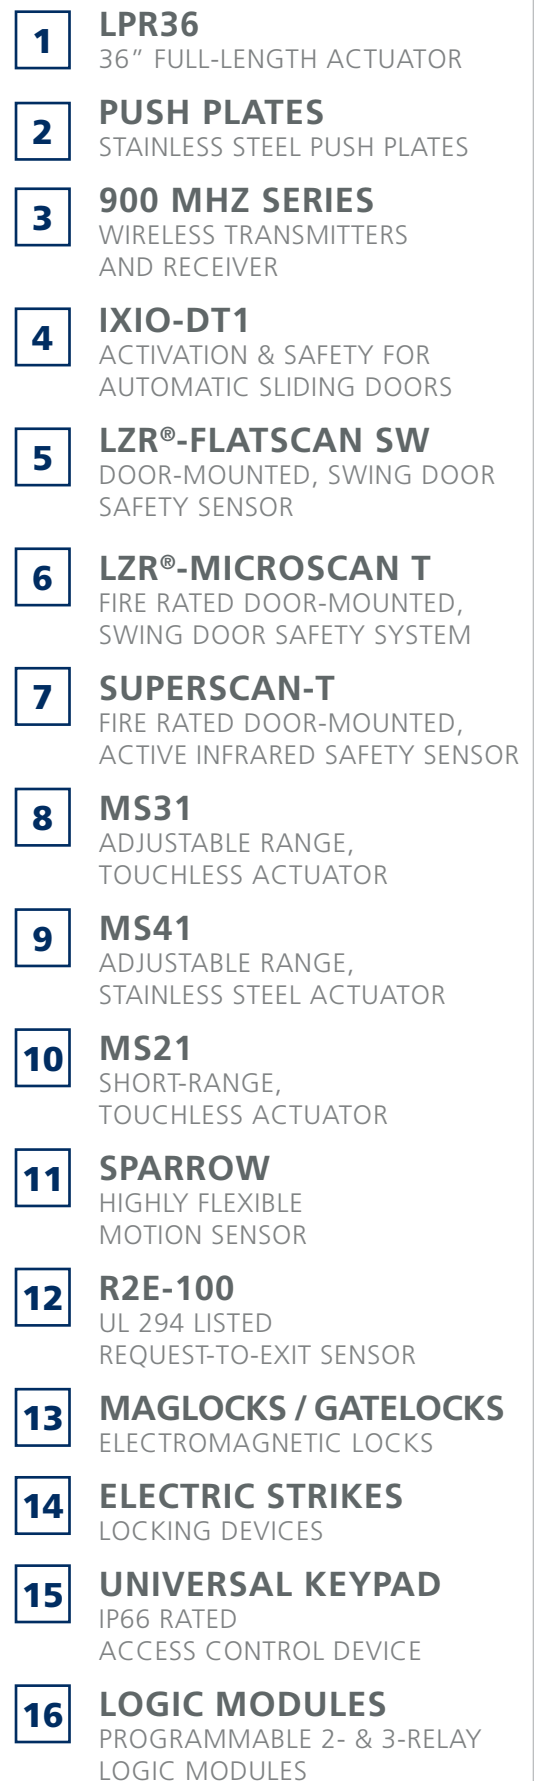 1
LPR36
36” FULL-LENGTH ACTUATOR
2
PUSH PLATES
STAINLESS STEEL PUSH PLATES
3
900 MHZ SERIES
WIRELESS TRANSMITTERS
AND RECEIVER
4
IXIO-DT1
ACTIVATION & SAFETY FOR
AUTOMATIC SLIDING DOORS
5
LZR®-FLATSCAN SW
DOOR-MOUNTED, SWING DOOR
SAFETY SENSOR
6
LZR®-MICROSCAN T
FIRE RATED DOOR-MOUNTED,
SWING DOOR SAFETY SYSTEM
7
SUPERSCAN-T
FIRE RATED DOOR-MOUNTED,
ACTIVE INFRARED SAFETY SENSOR
8
MS31
ADJUSTABLE RANGE,
TOUCHLESS ACTUATOR
9
MS41
ADJUSTABLE RANGE,
STAINLESS STEEL ACTUATOR
10
MS21
SHORT-RANGE,
TOUCHLESS ACTUATOR
11
SPARROW
HIGHLY FLEXIBLE
MOTION SENSOR
12
R2E-100
UL 294 LISTED
REQUEST-TO-EXIT SENSOR
13
MAGLOCKS / GATELOCKS
ELECTROMAGNETIC LOCKS
14
ELECTRIC STRIKES
LOCKING DEVICES
15
UNIVERSAL KEYPAD
IP66 RATED
ACCESS CONTROL DEVICE
16
LOGIC MODULES
PROGRAMMABLE 2- & 3-RELAY
LOGIC MODULES